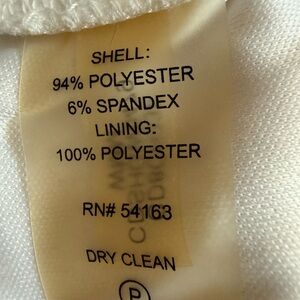 SHELL:
94% POLYESTER
6% SPANDEX
LINING:
100% POLYESTER
RN# 54163
DRY CLEAN
P